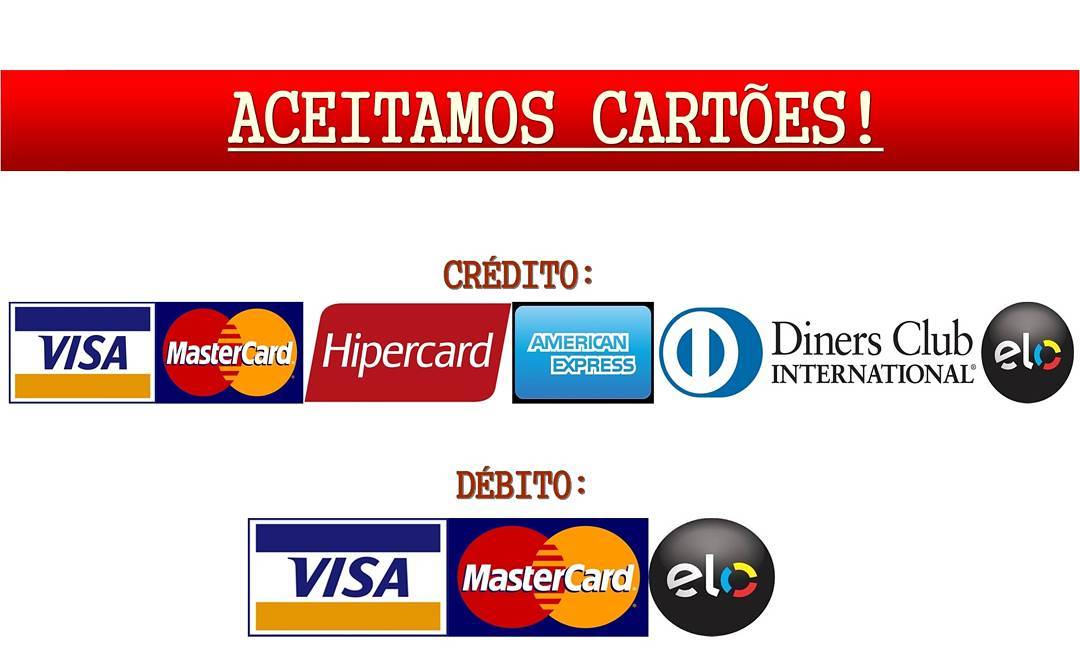 ACEITAMOS CARTÕES!
CRÉDITO:
VISA MasterCard Hipercard AMERICAN EXPRESS Diners Club INTERNATIONAL® elo
DÉBITO:
VISA MasterCard elo